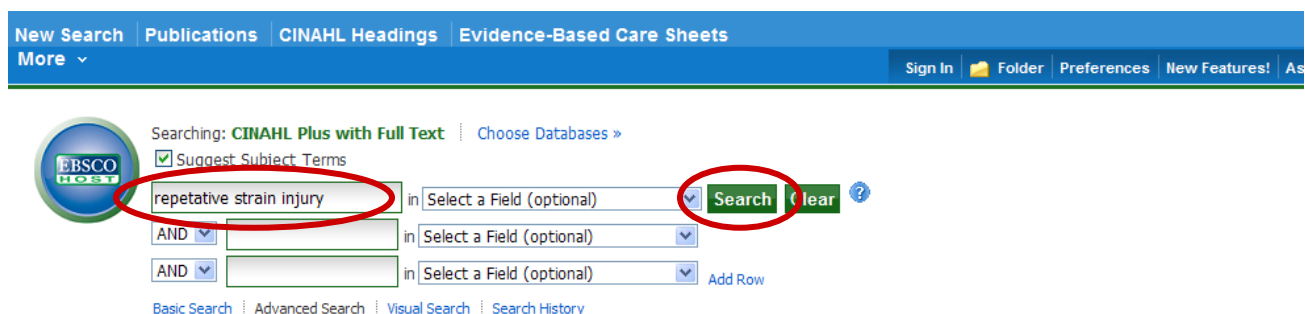 New Search Publications CINAHL Headings Evidence-Based Care Sheets
More
Sign In Folder Preferences New Features! As
Searching: CINAHL Plus with Full Text Choose Databases »
EBSCO
HOST
Suggest Subject Terms
repetative strain injury in Select a Field (optional) Search Clear ?
AND in Select a Field (optional)
AND in Select a Field (optional) Add Row
Basic Search Advanced Search Visual Search Search History